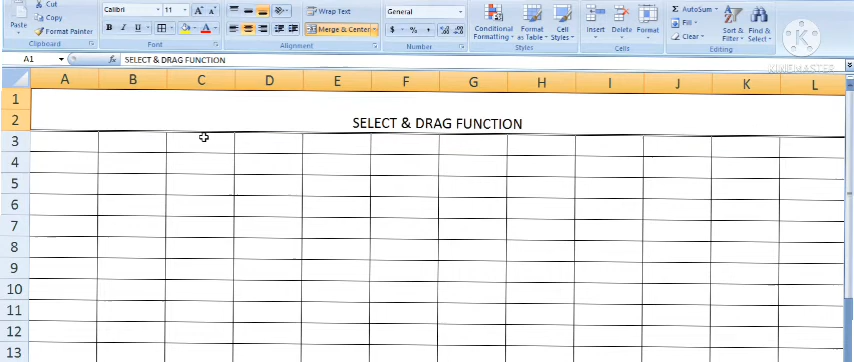 Cut
Calibri 11 A A Wrap Text General AutoSum
Copy Fill
Paste Format Painter B I U A Merge & Center $ % , Conditional Formatting Format as Table Cell Styles Insert Delete Format Clear Sort & Filter Find & Select
Clipboard Font Alignment Number Styles Cells Editing
K
KINEMASTER
A1 fx SELECT & DRAG FUNCTION
A B C D E F G H I J K L
1
2 SELECT & DRAG FUNCTION
3
4
5
6
7
8
9
10
11
12
13